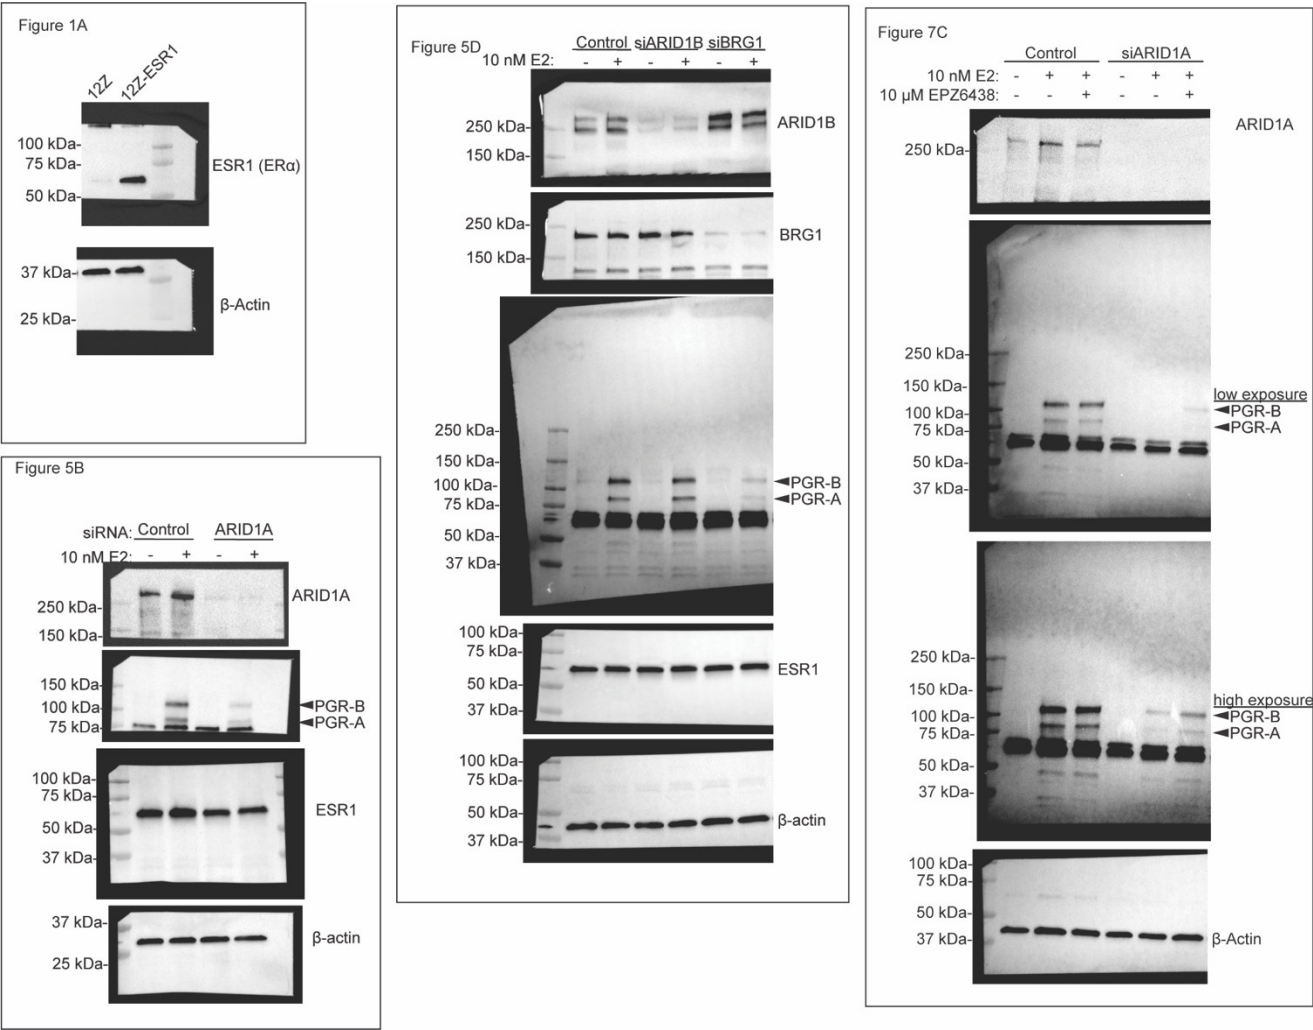 Figure 1A
12Z
12Z-ESR1
100 kDa-
75 kDa-
50 kDa-
ESR1 (ERα)
37 kDa-
25 kDa-
β-Actin
Figure 5B
siRNA: Control ARID1A
10 nM E2: - + - +
250 kDa-
150 kDa-
ARID1A
150 kDa-
100 kDa-
75 kDa-
PGR-B
PGR-A
100 kDa-
75 kDa-
50 kDa-
37 kDa-
ESR1
37 kDa-
25 kDa-
β-actin
Figure 5D
Control siARID1B siBRG1
10 nM E2: - + - + - +
250 kDa-
150 kDa-
ARID1B
250 kDa-
150 kDa-
BRG1
250 kDa-
150 kDa-
100 kDa-
75 kDa-
50 kDa-
37 kDa-
PGR-B
PGR-A
100 kDa-
75 kDa-
50 kDa-
37 kDa-
ESR1
100 kDa-
75 kDa-
50 kDa-
37 kDa-
β-actin
Figure 7C
Control siARID1A
10 nM E2: - + + - + +
10 µM EPZ6438: - - + - - +
250 kDa-
ARID1A
250 kDa-
150 kDa-
100 kDa-
75 kDa-
50 kDa-
37 kDa-
low exposure
PGR-B
PGR-A
250 kDa-
150 kDa-
100 kDa-
75 kDa-
50 kDa-
37 kDa-
high exposure
PGR-B
PGR-A
100 kDa-
75 kDa-
50 kDa-
37 kDa-
β-Actin